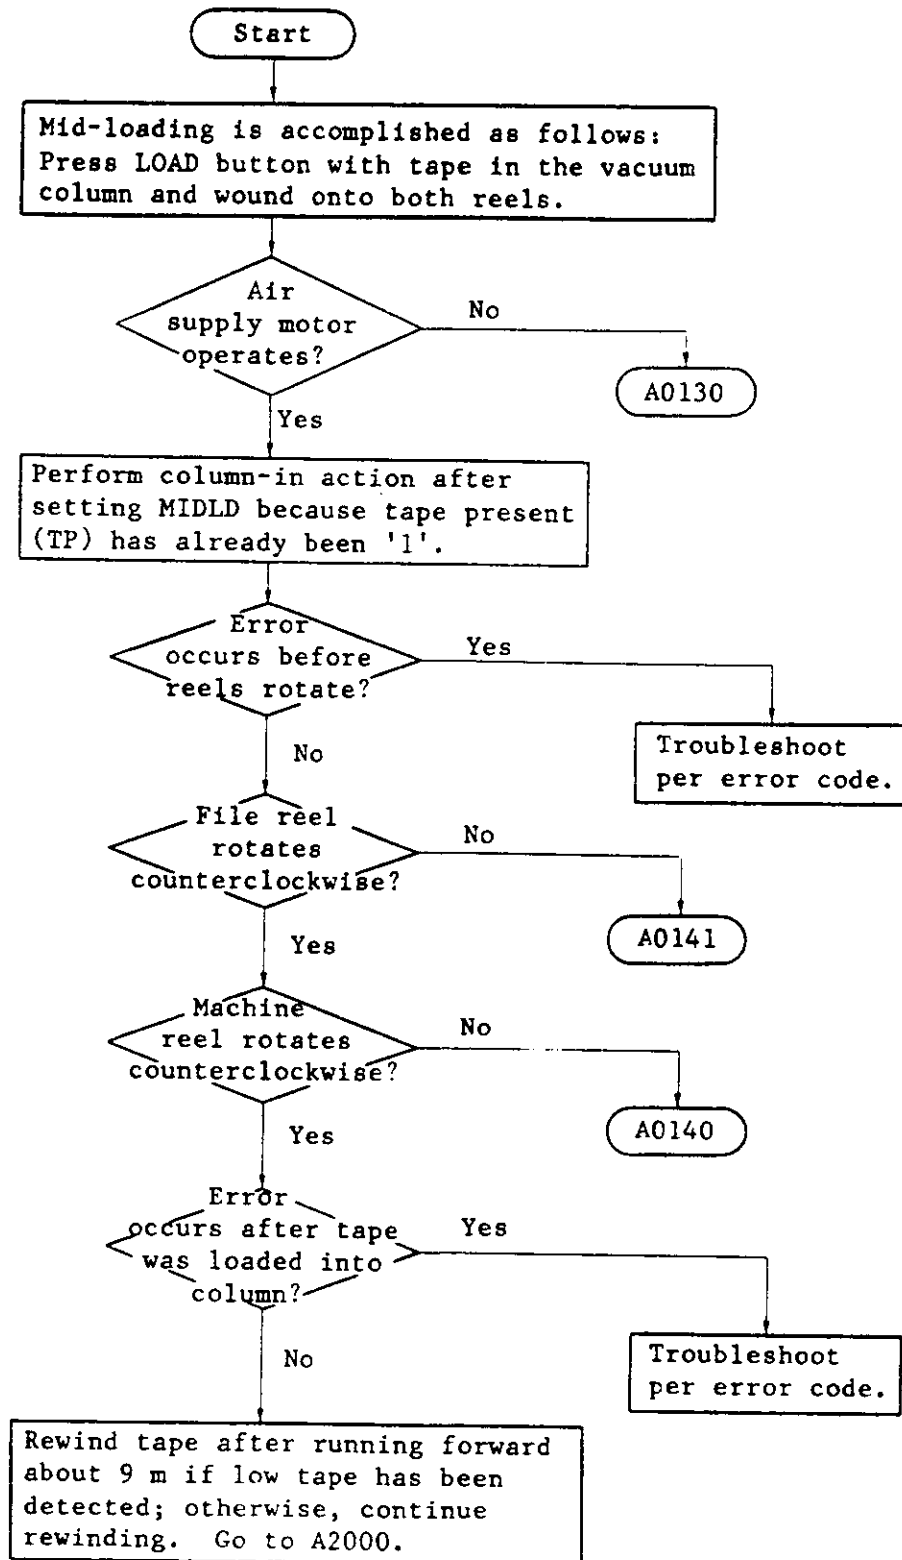 Start
Mid-loading is accomplished as follows:
Press LOAD button with tape in the vacuum
column and wound onto both reels.
Air
supply motor
operates?
No
A0130
Yes
Perform column-in action after
setting MIDLD because tape present
(TP) has already been '1'.
Error
occurs before
reels rotate?
Yes
Troubleshoot
per error code.
No
File reel
rotates
counterclockwise?
No
A0141
Yes
Machine
reel rotates
counterclockwise?
No
A0140
Yes
Error
occurs after tape
was loaded into
column?
Yes
Troubleshoot
per error code.
No
Rewind tape after running forward
about 9 m if low tape has been
detected; otherwise, continue
rewinding. Go to A2000.